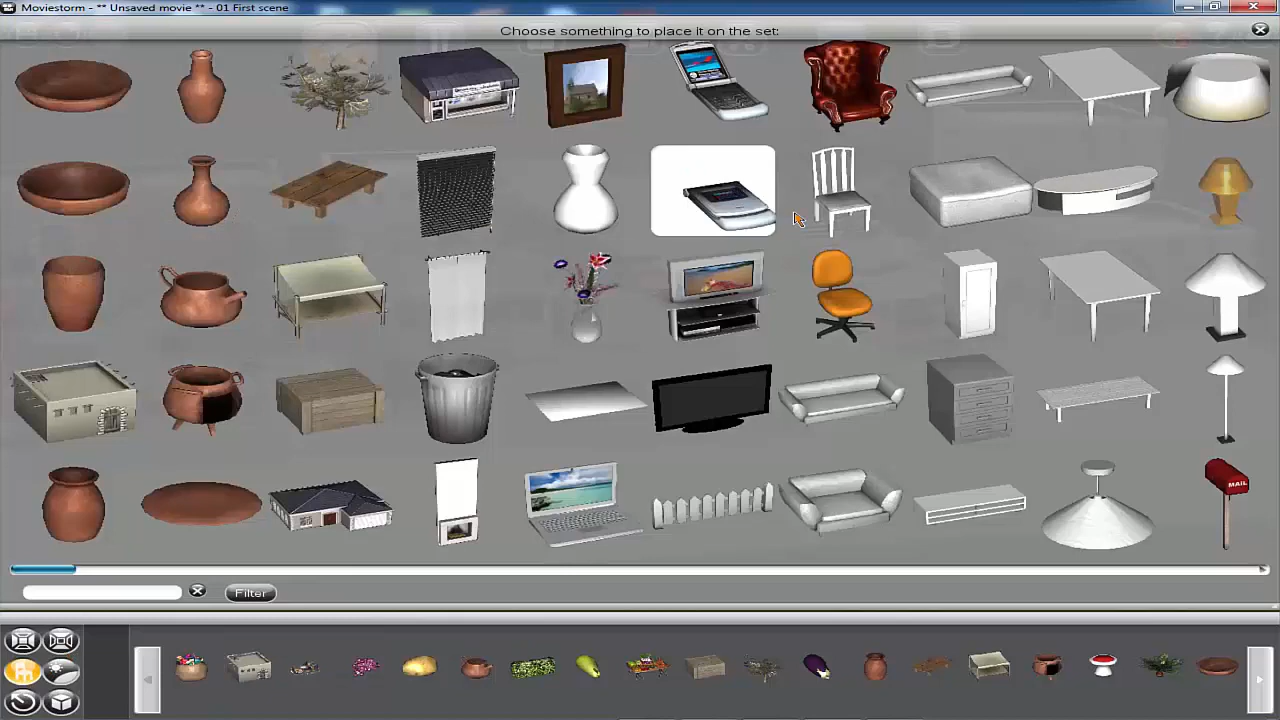 Moviestorm - ** Unsaved movie ** - 01 First scene
Choose something to place it on the set:
MAIL
Filter